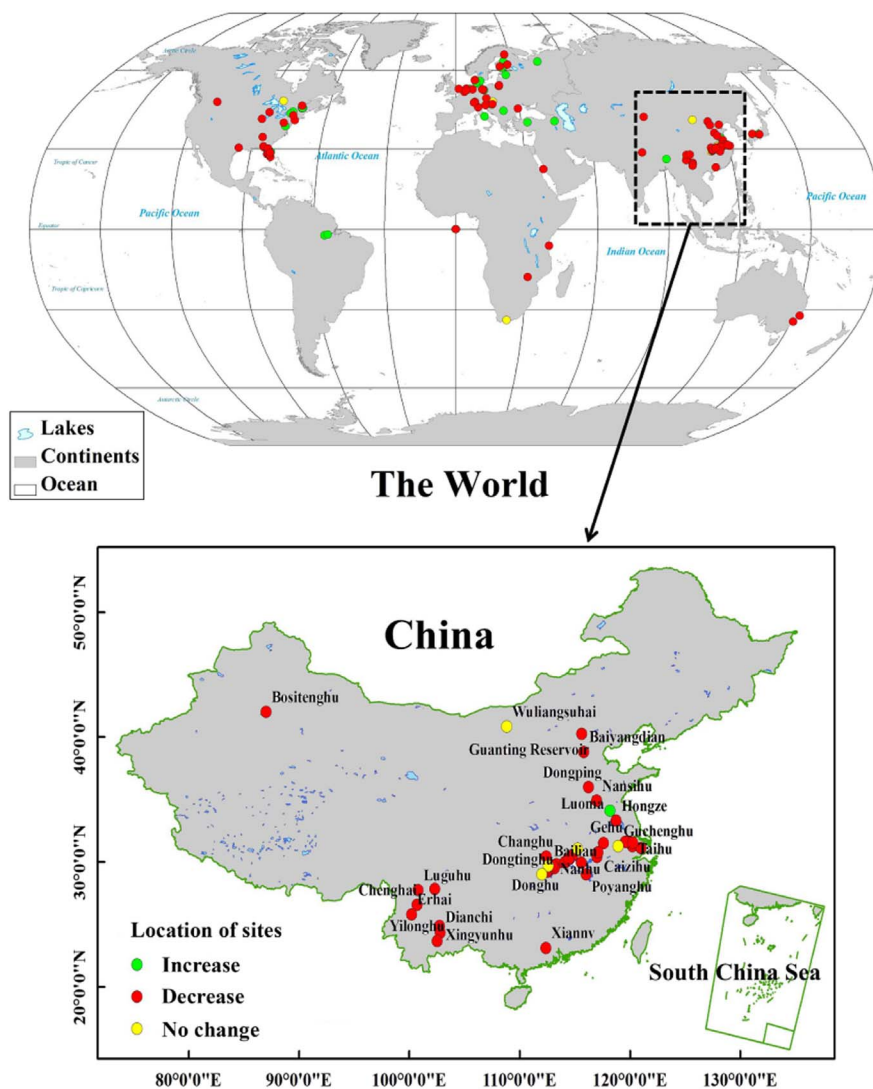 Arctic Circle
Tropic of Cancer
Atlantic Ocean
Pacific Ocean
Pacific Ocean
Equator
Indian Ocean
Tropic of Capricorn
Antarctic Circle
Lakes
Continents
Ocean
The World
China
50°0'0"N
40°0'0"N
30°0'0"N
20°0'0"N
Bositenghu
Wuliangsuhai
Baiyangdian
Guanting Reservoir
Dongping
Nansihu
Luoma
Hongze
Gehu
Guchenghu
Changhu
Bailian
Taihu
Dongtinghu
Nanhu
Caizihu
Donghu
Poyanghu
Luguhu
Chenghai
Erhai
Dianchi
Yilonghu
Xingyunhu
Xiannv
Location of sites
Increase
Decrease
No change
South China Sea
80°0'0"E
90°0'0"E
100°0'0"E
110°0'0"E
120°0'0"E
130°0'0"E